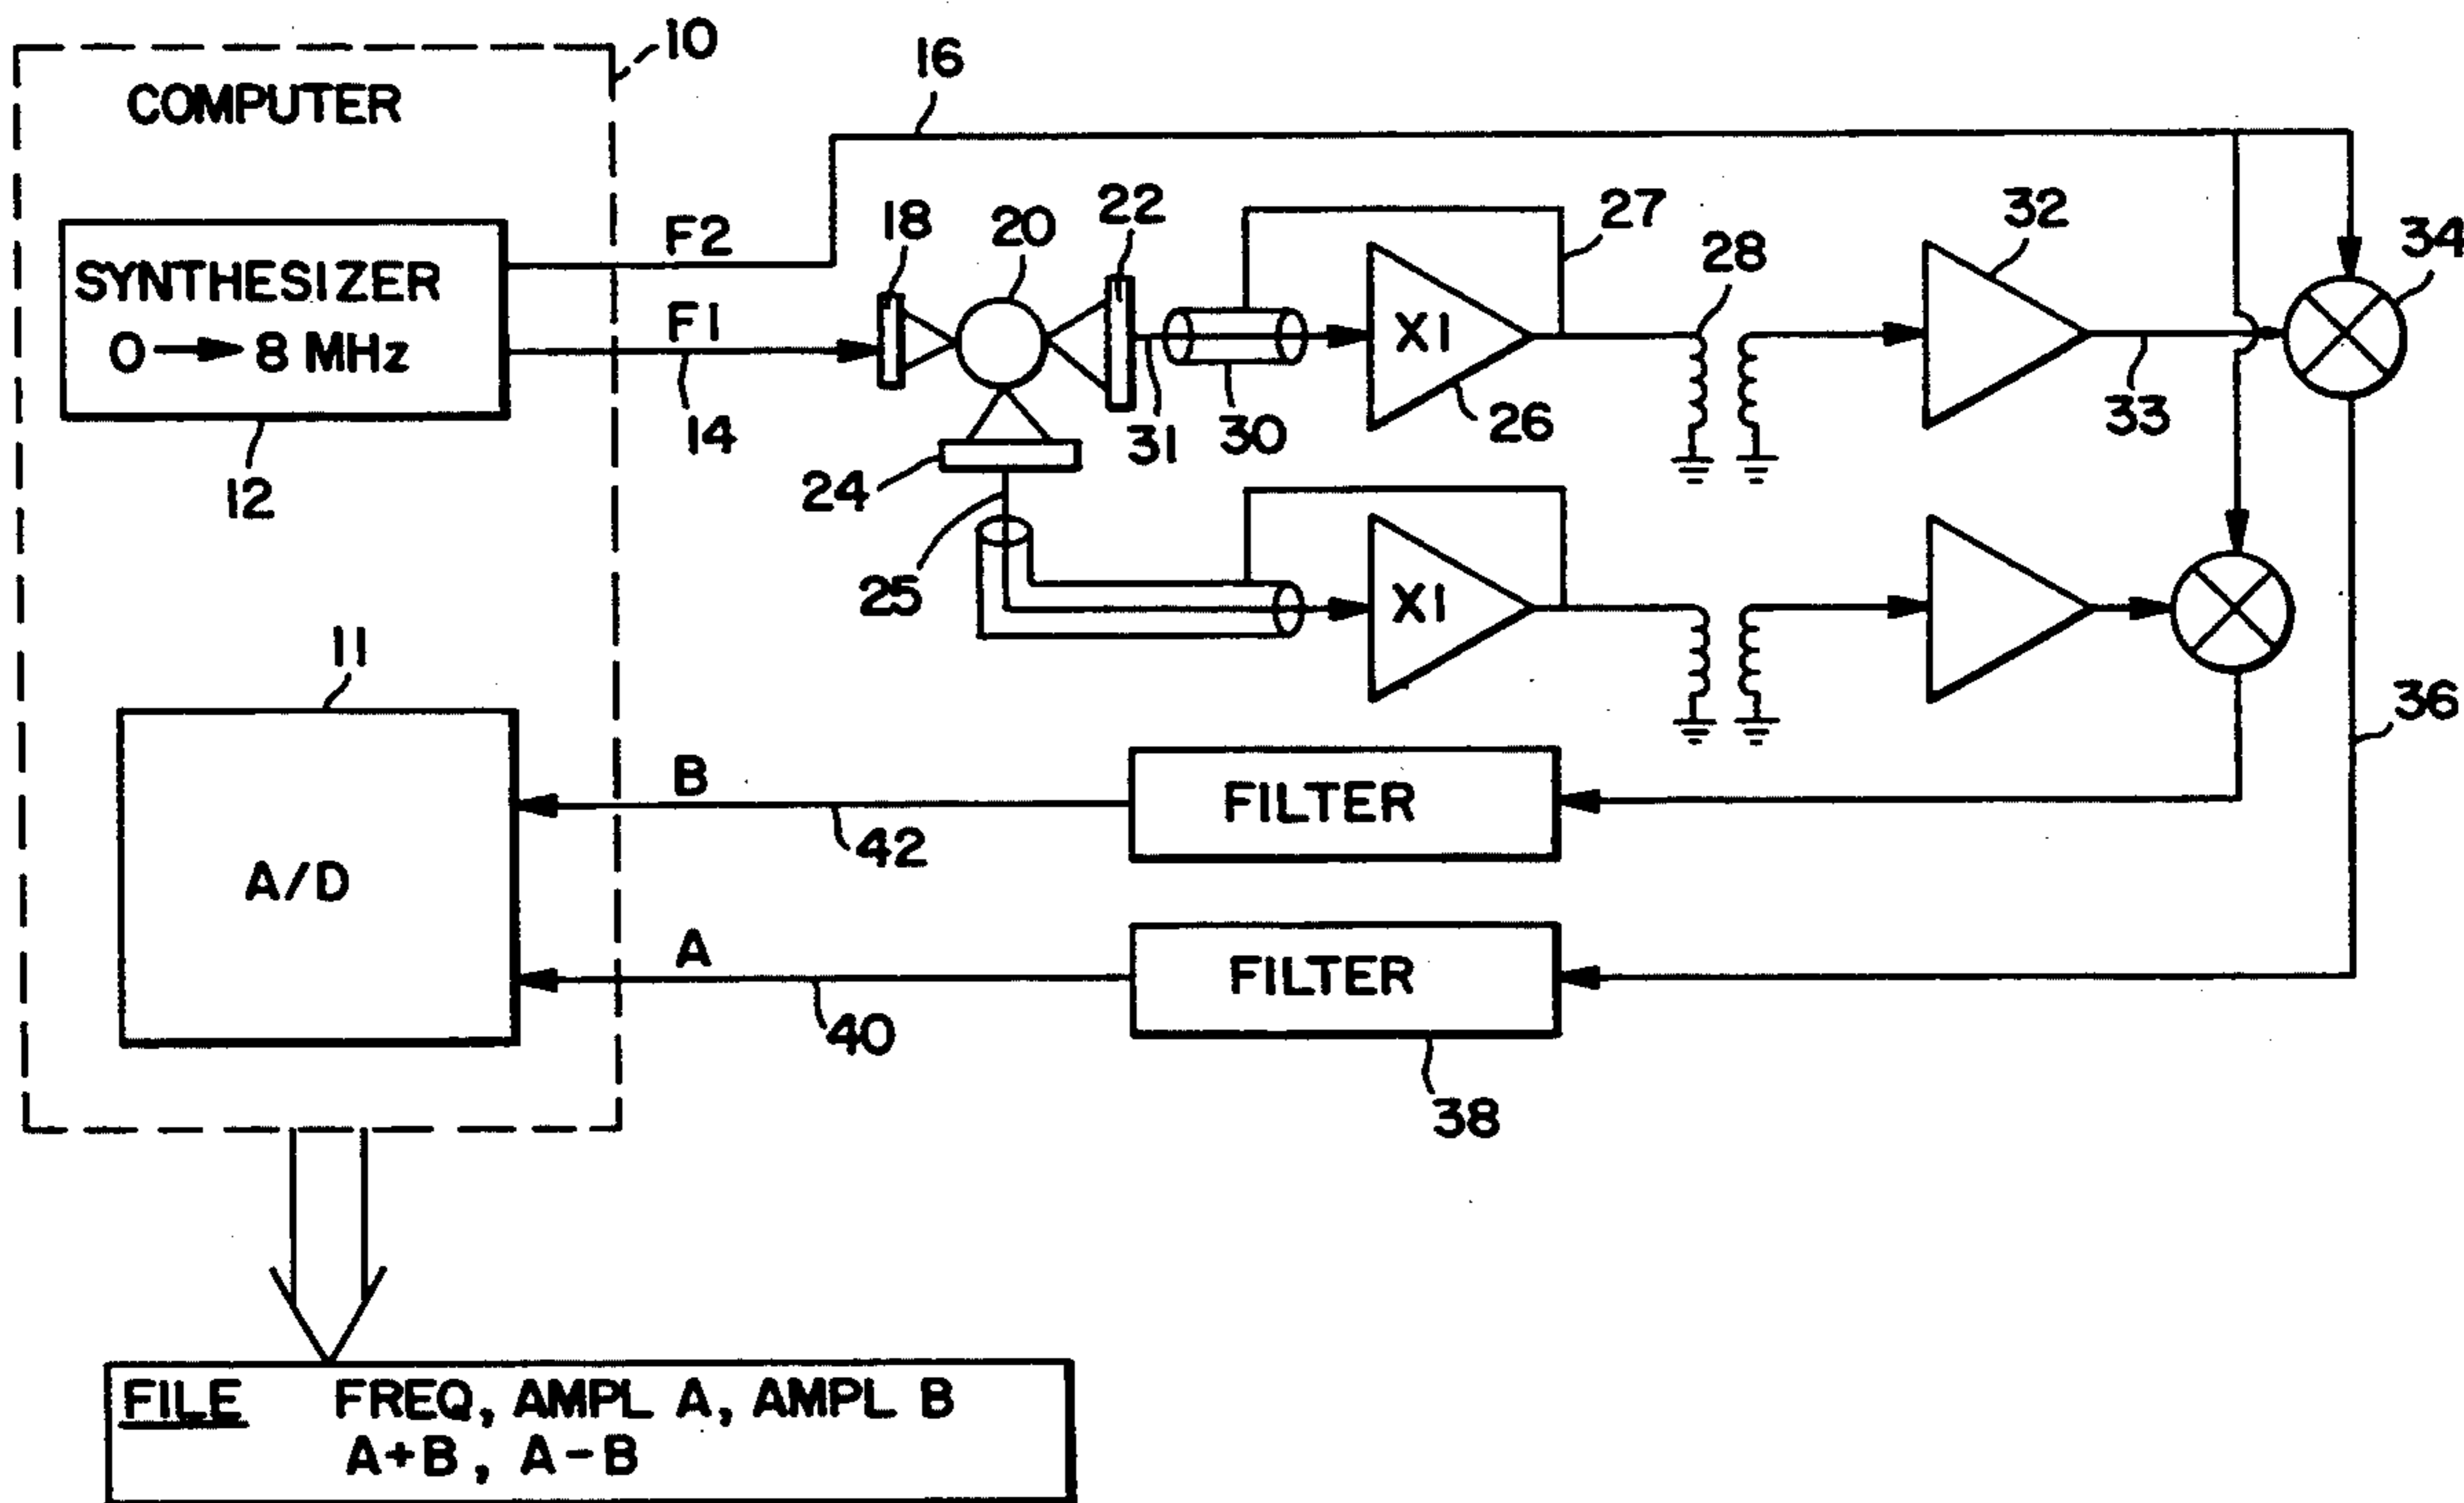 10
COMPUTER
16
F2
18
20
22
27
28
32
34
SYNTHESIZER
0 → 8 MHz
F1
X1
14
31
30
26
33
12
24
25
X1
11
36
B
FILTER
42
A/D
A
FILTER
40
38
FILE FREQ, AMPL A, AMPL B
A+B, A-B